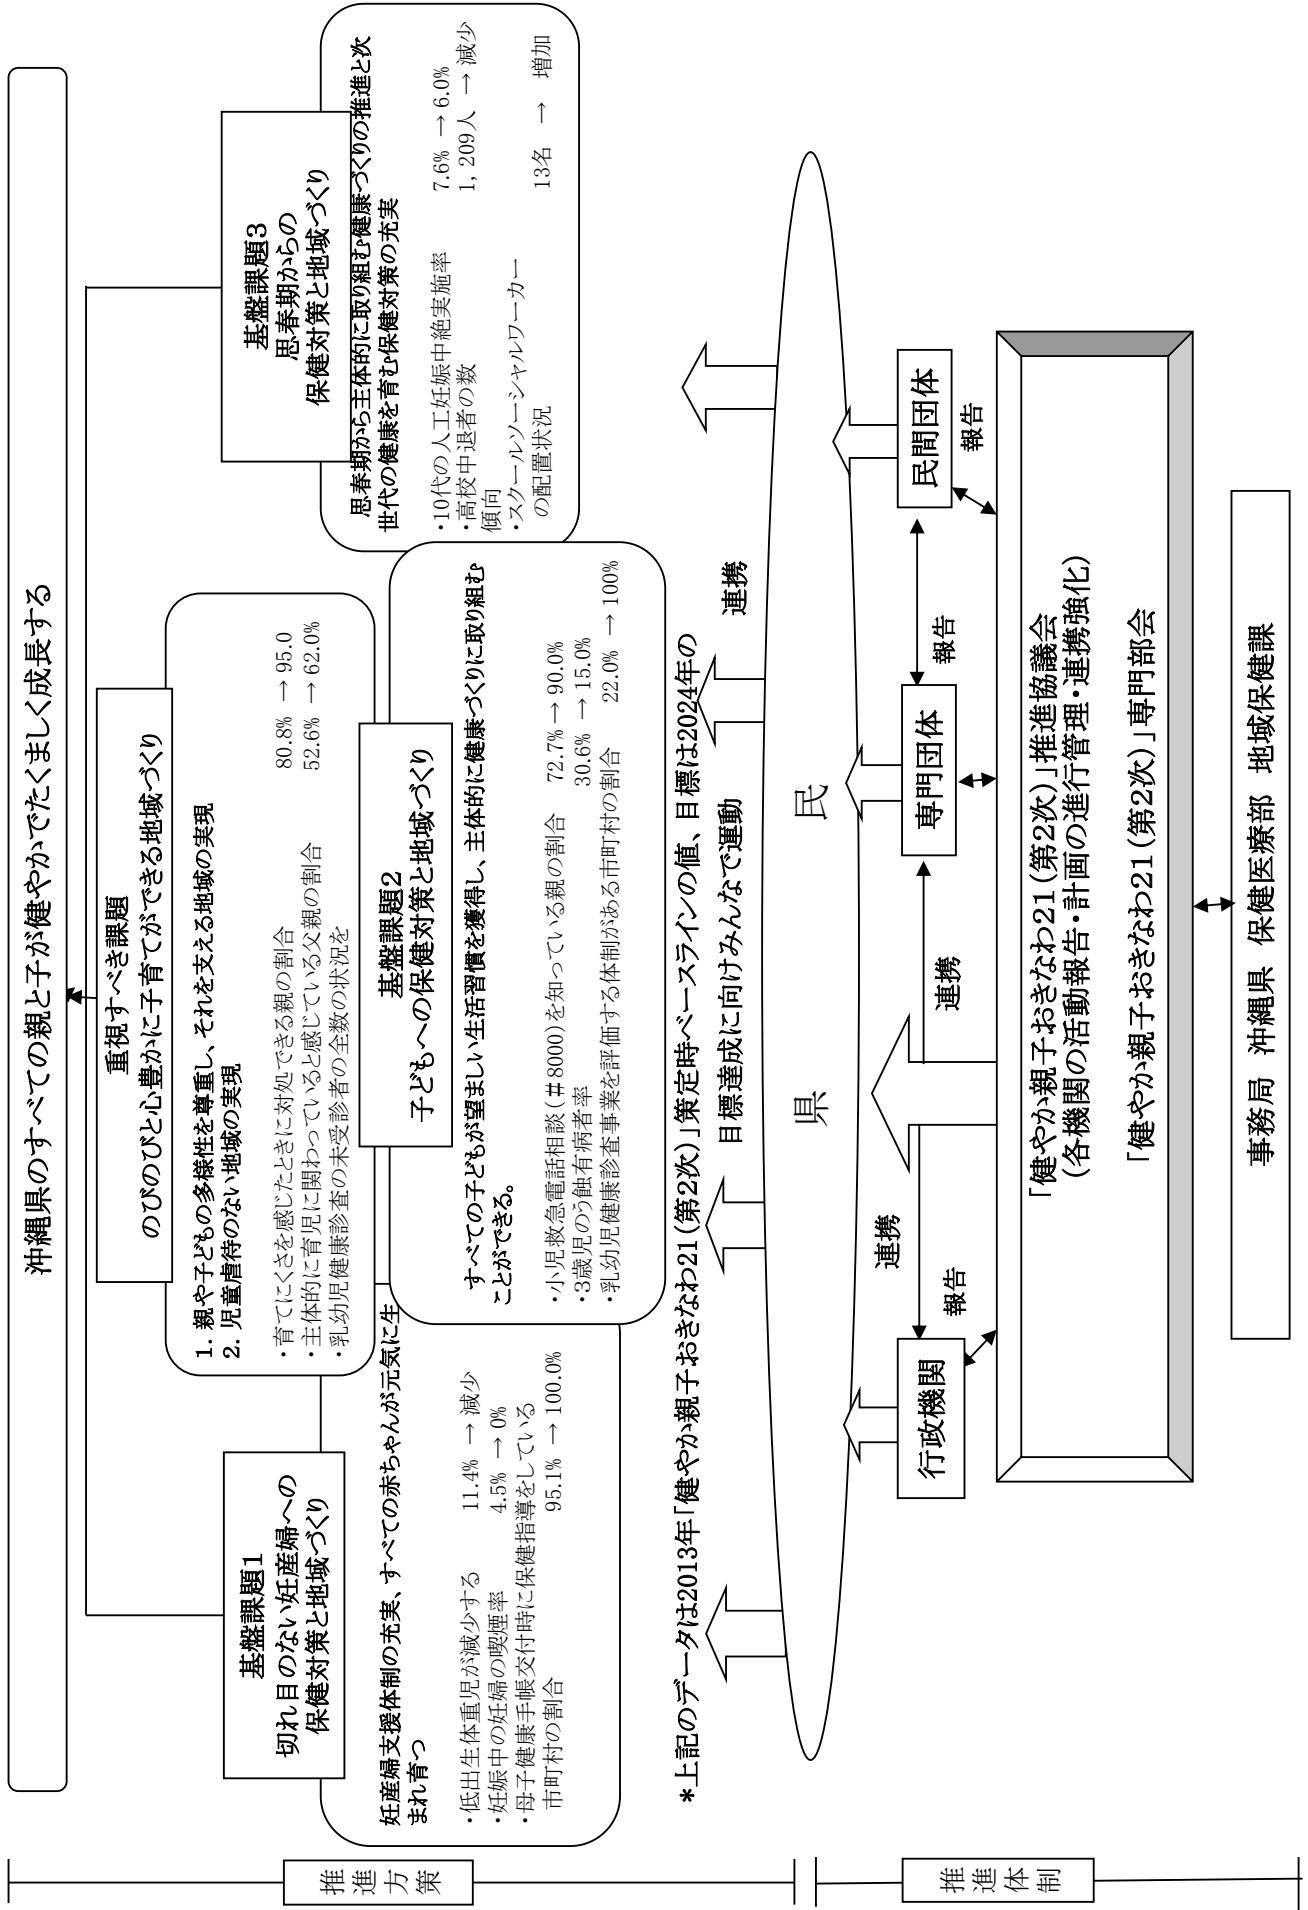 沖縄県のすべての親と子が健やかでたくましく成長する
重視すべき課題
のびのびと心豊かに子育てができる地域づくり
1. 親や子どもの多様性を尊重し、それを支える地域の実現
2. 児童虐待のない地域の実現
・育てにくさを感じたときに対処できる親の割合 80.8% → 95.0
・主体的に育児に関わっていると感じている父親の割合 52.6% → 62.0%
・乳幼児健康診査の未受診者の全数の状況を
基盤課題1
切れ目のない妊産婦への
保健対策と地域づくり
妊産婦支援体制の充実、すべての赤ちゃんが元気に生
まれ育つ
・低出生体重児が減少する 11.4% → 減少
・妊娠中の妊婦の喫煙率 4.5% → 0%
・母子健康手帳交付時に保健指導をしている
市町村の割合 95.1% → 100.0%
基盤課題2
子どもへの保健対策と地域づくり
すべての子どもが望ましい生活習慣を獲得し、主体的に健康づくりに取り組む
ことができる。
・小児救急電話相談(＃8000)を知っている親の割合 72.7% → 90.0%
・3歳児のう蝕有病者率 30.6% → 15.0%
・乳幼児健康診査事業を評価する体制がある市町村の割合 22.0% → 100%
基盤課題3
思春期からの
保健対策と地域づくり
思春期から主体的に取り組む健康づくりの推進と次
世代の健康を育む保健対策の充実
・10代の人工妊娠中絶実施率 7.6% → 6.0%
・高校中退者の数 1,209人 → 減少
傾向
・スクールソーシャルワーカー
の配置状況 13名 → 増加
*上記のデータは2013年「健やか親子おきなわ21(第2次)」策定時ベースラインの値、目標は2024年の
目標達成に向けみんなで運動
連携
県 民
行政機関
専門団体
民間団体
連携
連携
報告
報告
報告
「健やか親子おきなわ21(第2次)」推進協議会
(各機関の活動報告・計画の進行管理・連携強化)
「健やか親子おきなわ21(第2次)」専門部会
事務局 沖縄県 保健医療部 地域保健課
推進方策
推進体制